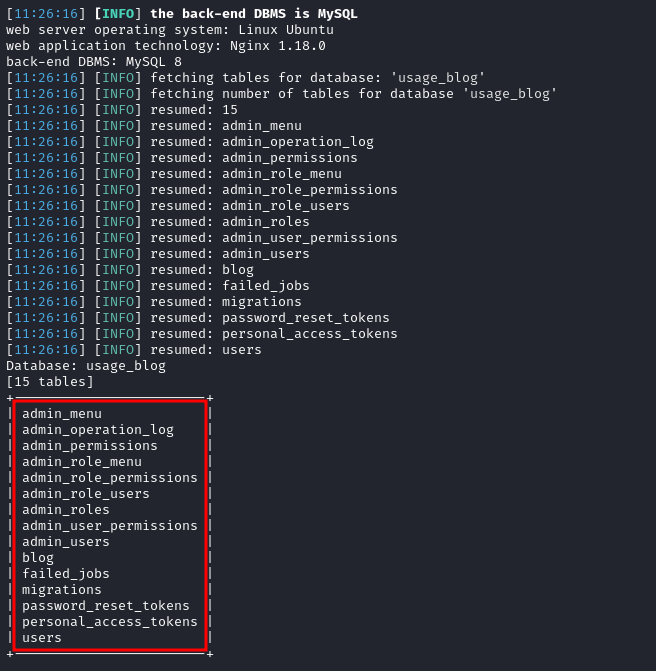 [11:26:16] [INFO] the back-end DBMS is MySQL
web server operating system: Linux Ubuntu
web application technology: Nginx 1.18.0
back-end DBMS: MySQL 8
[11:26:16] [INFO] fetching tables for database: 'usage_blog'
[11:26:16] [INFO] fetching number of tables for database 'usage_blog'
[11:26:16] [INFO] resumed: 15
[11:26:16] [INFO] resumed: admin_menu
[11:26:16] [INFO] resumed: admin_operation_log
[11:26:16] [INFO] resumed: admin_permissions
[11:26:16] [INFO] resumed: admin_role_menu
[11:26:16] [INFO] resumed: admin_role_permissions
[11:26:16] [INFO] resumed: admin_role_users
[11:26:16] [INFO] resumed: admin_roles
[11:26:16] [INFO] resumed: admin_user_permissions
[11:26:16] [INFO] resumed: admin_users
[11:26:16] [INFO] resumed: blog
[11:26:16] [INFO] resumed: failed_jobs
[11:26:16] [INFO] resumed: migrations
[11:26:16] [INFO] resumed: password_reset_tokens
[11:26:16] [INFO] resumed: personal_access_tokens
[11:26:16] [INFO] resumed: users
Database: usage_blog
[15 tables]
+------------------------+
| admin_menu             |
| admin_operation_log    |
| admin_permissions      |
| admin_role_menu        |
| admin_role_permissions |
| admin_role_users       |
| admin_roles            |
| admin_user_permissions |
| admin_users            |
| blog                   |
| failed_jobs            |
| migrations             |
| password_reset_tokens  |
| personal_access_tokens |
| users                  |
+------------------------+